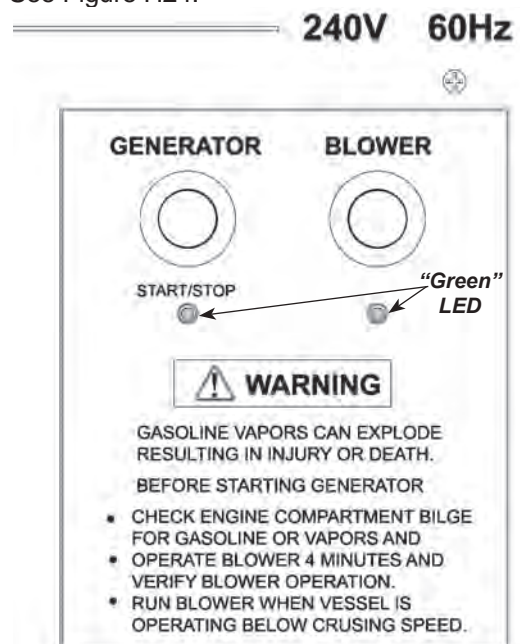 See Figure H24.
240V 60Hz
GENERATOR BLOWER
START/STOP
"Green"
LED
WARNING
GASOLINE VAPORS CAN EXPLODE
RESULTING IN INJURY OR DEATH.
BEFORE STARTING GENERATOR
• CHECK ENGINE COMPARTMENT BILGE
FOR GASOLINE OR VAPORS AND
• OPERATE BLOWER 4 MINUTES AND
VERIFY BLOWER OPERATION.
• RUN BLOWER WHEN VESSEL IS
OPERATING BELOW CRUSING SPEED.